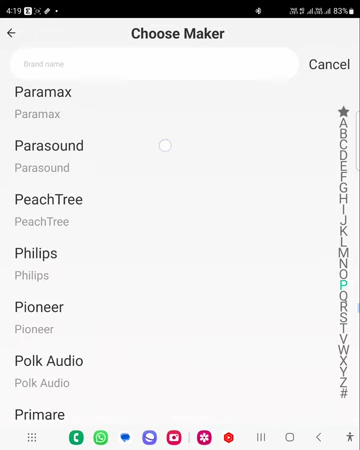 4:19
83%
Choose Maker
Brand name
Cancel
Paramax
Paramax
Parasound
Parasound
PeachTree
PeachTree
Philips
Philips
Pioneer
Pioneer
Polk Audio
Polk Audio
Primare
A
B
C
D
E
F
G
H
I
J
K
L
M
N
O
P
Q
R
S
T
V
W
X
Y
Z
#